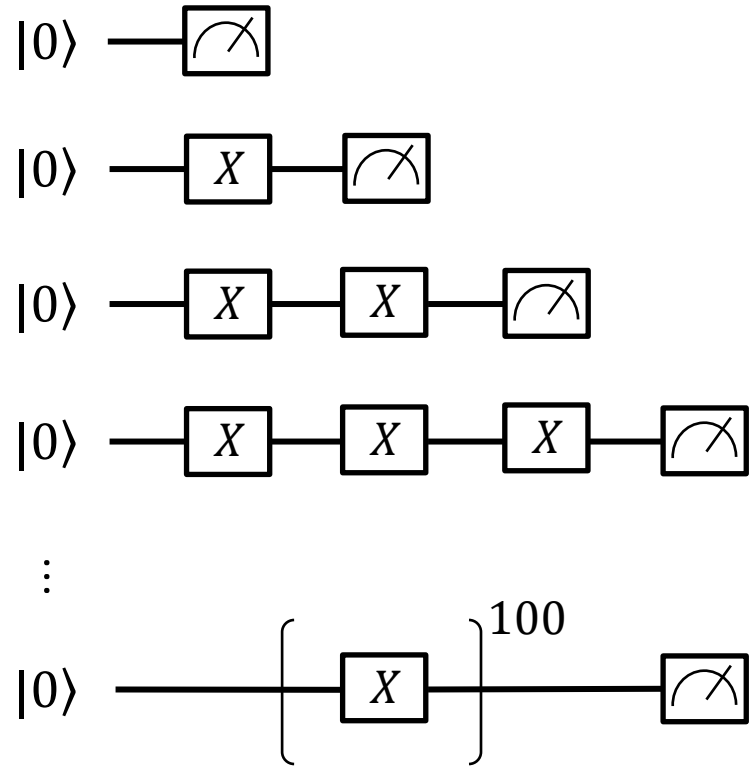 |0⟩
|0⟩ X
|0⟩ X X
|0⟩ X X X
⋮
|0⟩ X 100